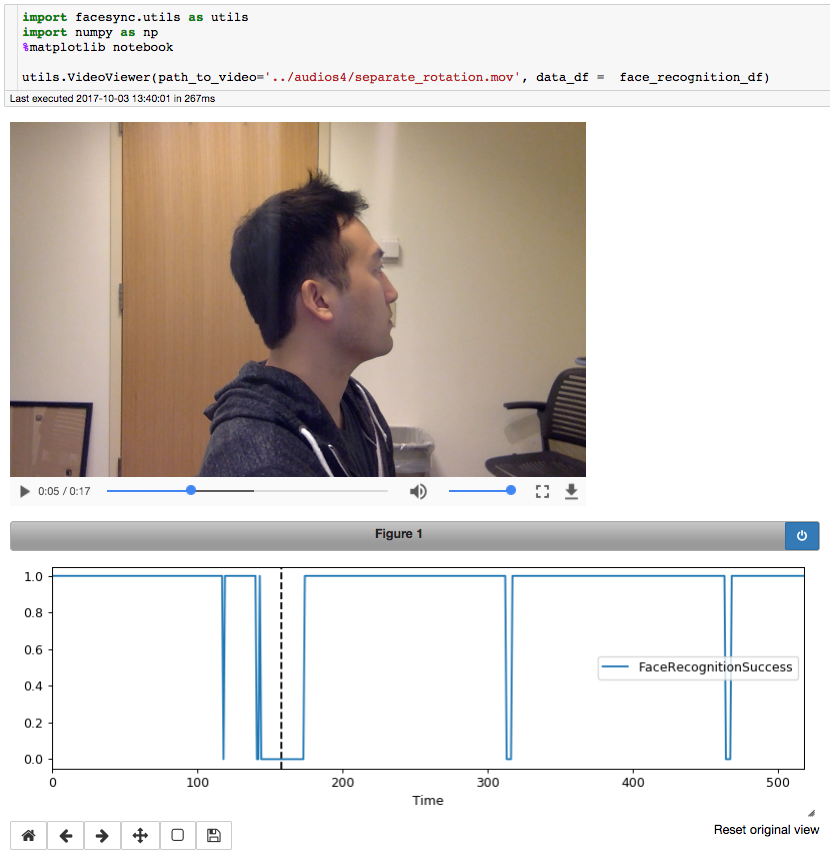 import facesync.utils as utils
import numpy as np
%matplotlib notebook
utils.VideoViewer(path_to_video='../audios4/separate_rotation.mov', data_df =  face_recognition_df)
Last executed 2017-10-03 13:40:01 in 267ms
0:05 / 0:17
Figure 1
1.0
0.8
0.6
FaceRecognitionSuccess
0.4
0.2
0.0
0 100 200 300 400 500
Time
Reset original view